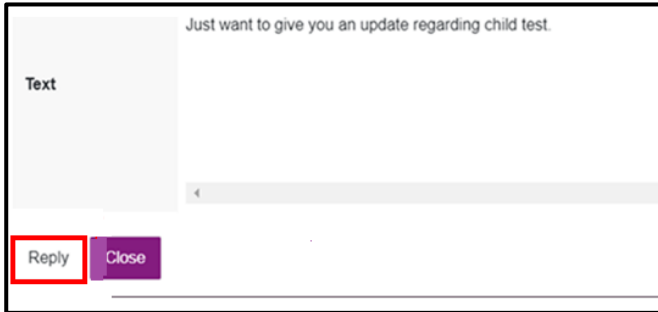 Just want to give you an update regarding child test.
Text
Reply
Close